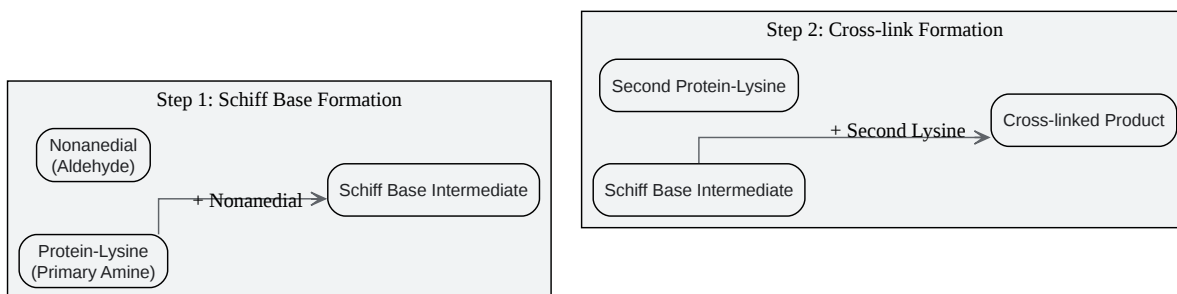 Step 1: Schiff Base Formation
Nonanedial
(Aldehyde)
+ Nonanedial
Schiff Base Intermediate
Protein-Lysine
(Primary Amine)
Step 2: Cross-link Formation
Second Protein-Lysine
+ Second Lysine
Cross-linked Product
Schiff Base Intermediate